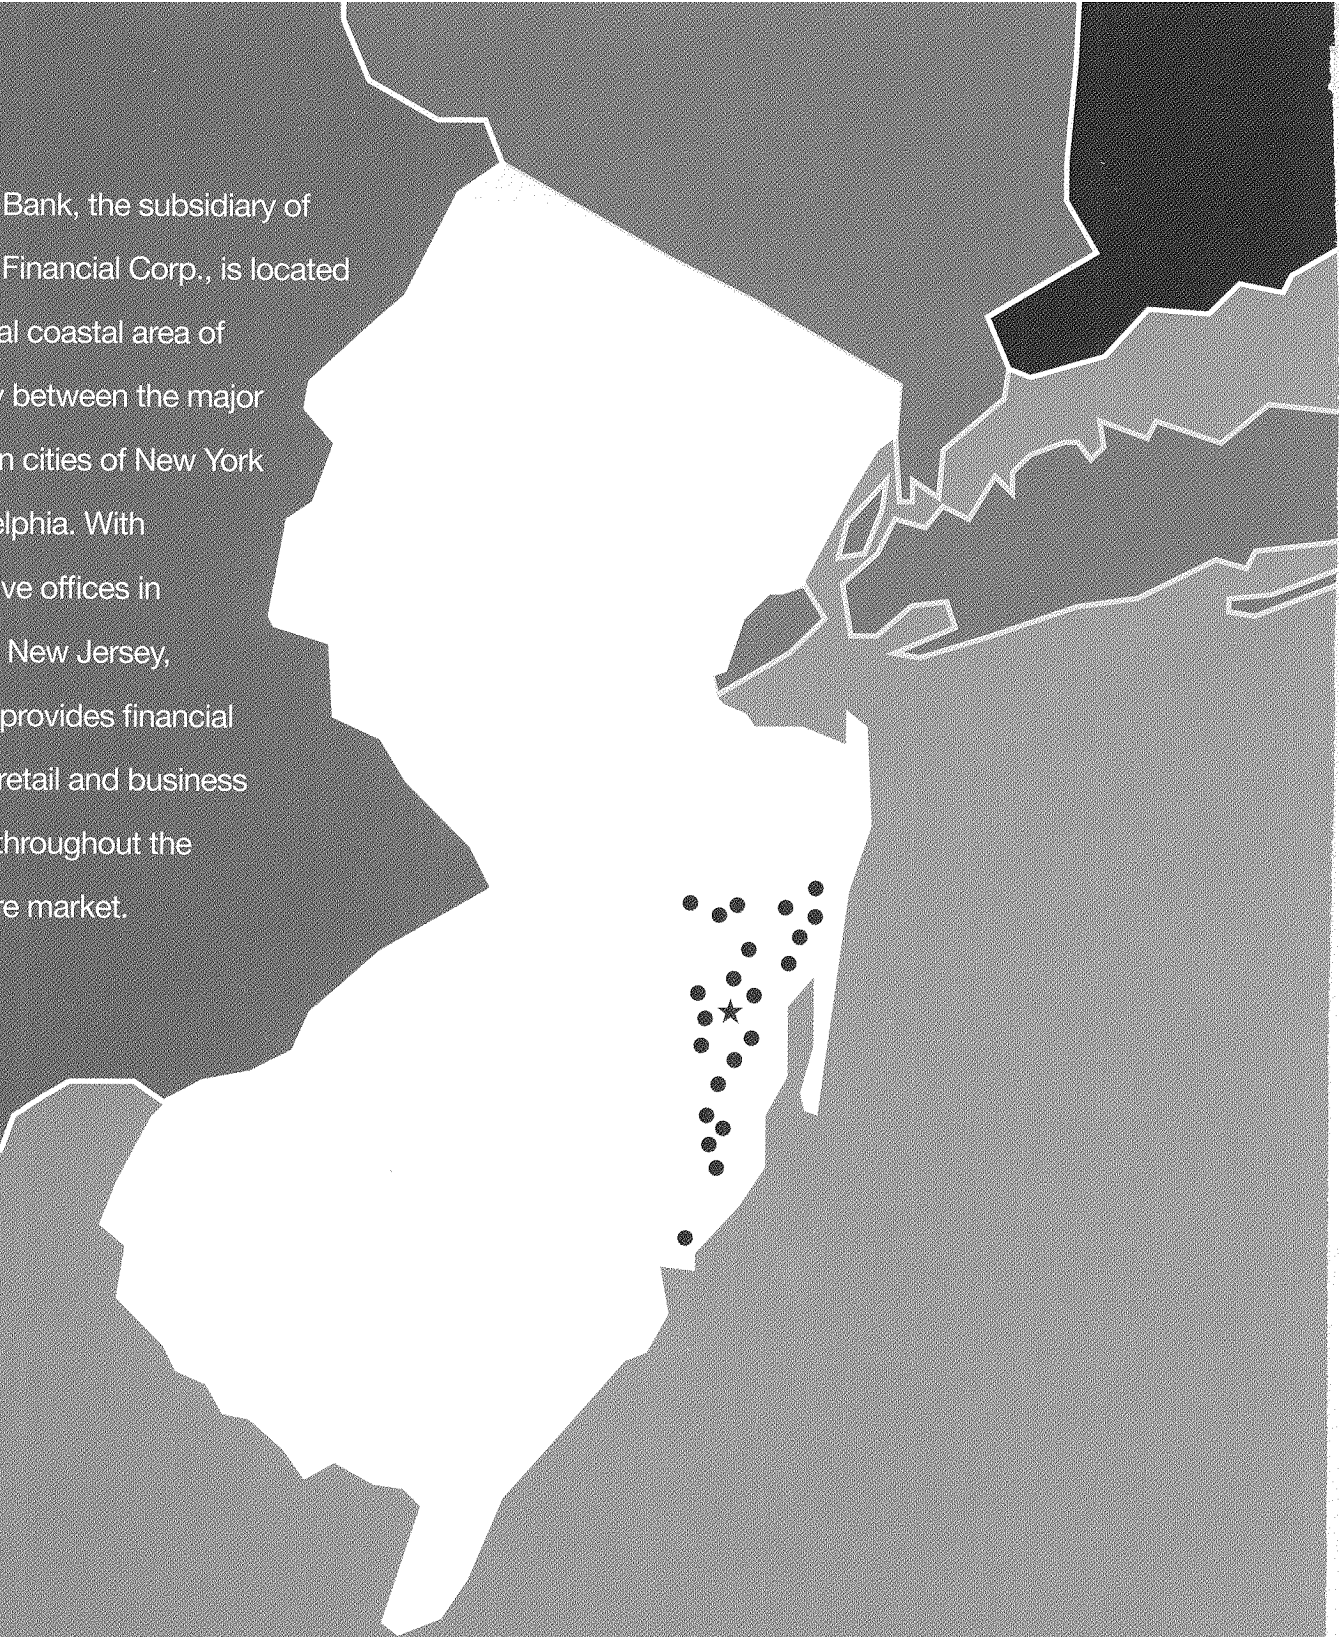 Bank, the subsidiary of
Financial Corp., is located
al coastal area of
between the major
n cities of New York
elphia. With
ve offices in
New Jersey,
provides financial
retail and business
throughout the
re market.